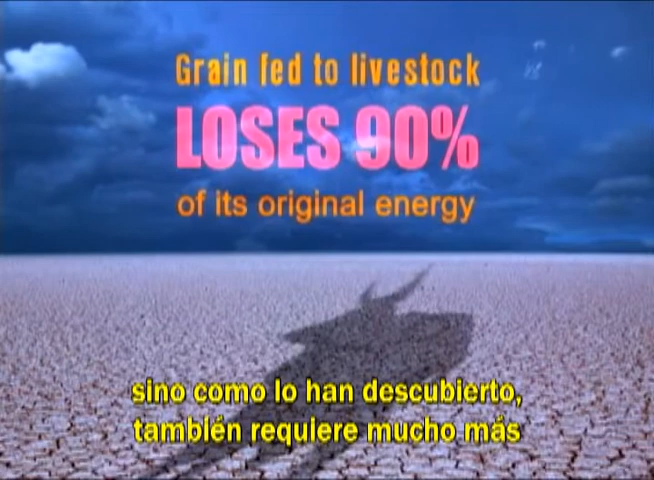 Grain fed to livestock
LOSES 90%
of its original energy
sino como lo han descubierto,
también requiere mucho más